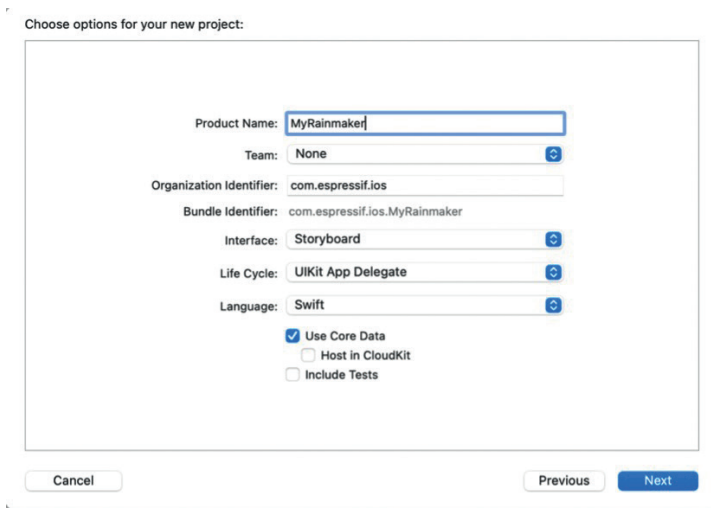 Choose options for your new project:
Product Name: MyRainmaker
Team: None
Organization Identifier: com.espressif.ios
Bundle Identifier: com.espressif.ios.MyRainmaker
Interface: Storyboard
Life Cycle: UIKit App Delegate
Language: Swift
Use Core Data
Host in CloudKit
Include Tests
Cancel Previous Next